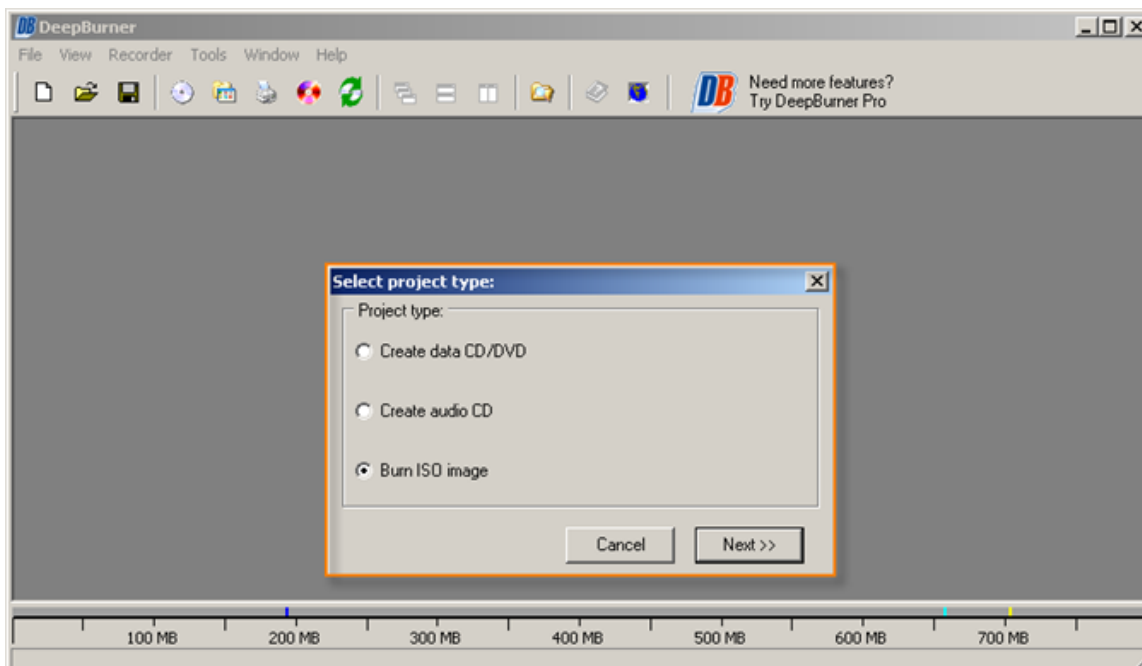 DB DeepBurner
File View Recorder Tools Window Help
DB Need more features?
Try DeepBurner Pro
Select project type:
Project type:
Create data CD/DVD
Create audio CD
Burn ISO image
Cancel Next >>
100 MB 200 MB 300 MB 400 MB 500 MB 600 MB 700 MB